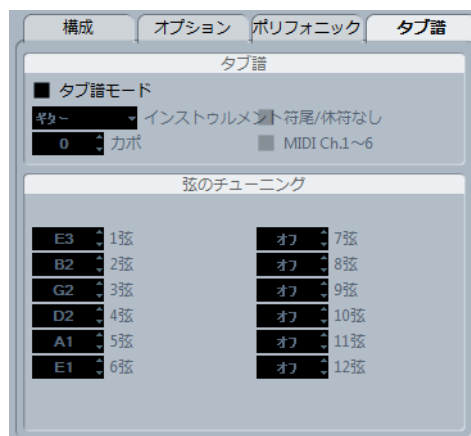 構成 オプション ポリフォニック タブ譜
タブ譜
タブ譜モード
ギター インストゥルメント 符尾/休符なし
0 カポ MIDI Ch.1～6
弦のチューニング
E3 1弦 オフ 7弦
B2 2弦 オフ 8弦
G2 3弦 オフ 9弦
D2 4弦 オフ 10弦
A1 5弦 オフ 11弦
E1 6弦 オフ 12弦